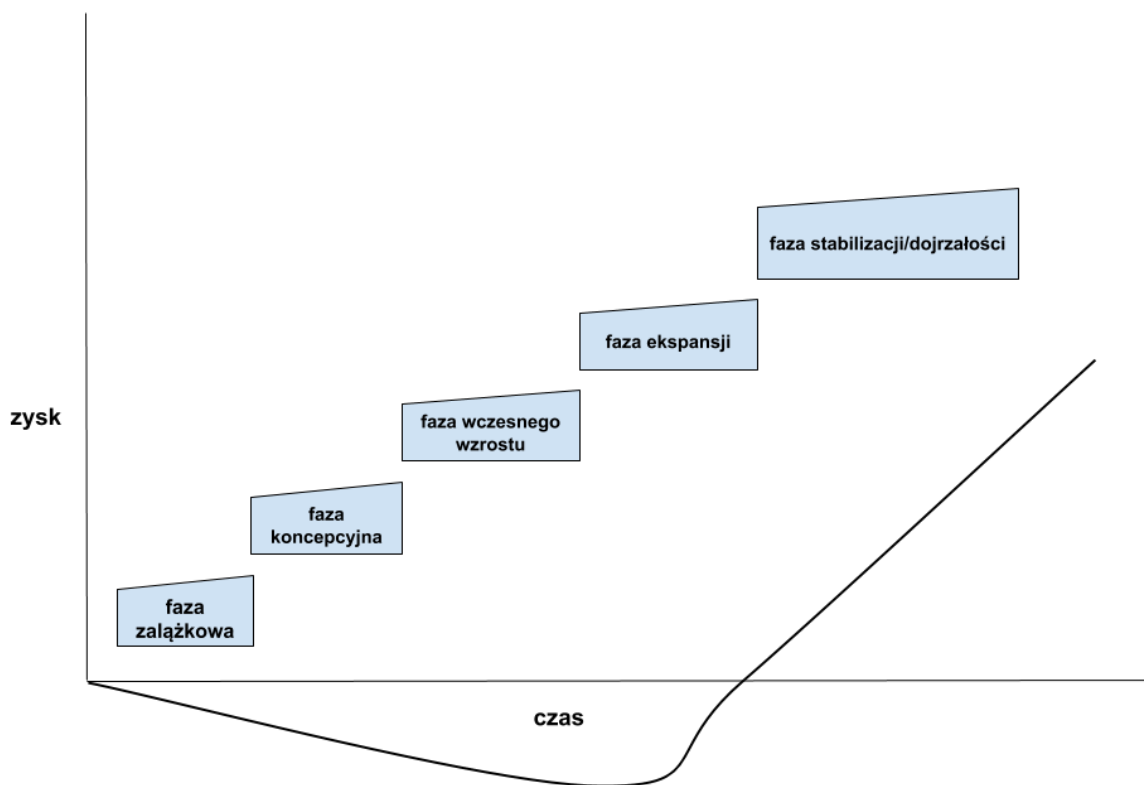 faza stabilizacji/dojrzałości
faza ekspansji
zysk
faza wczesnego
wzrostu
faza
koncepcyjna
faza
zalążkowa
czas